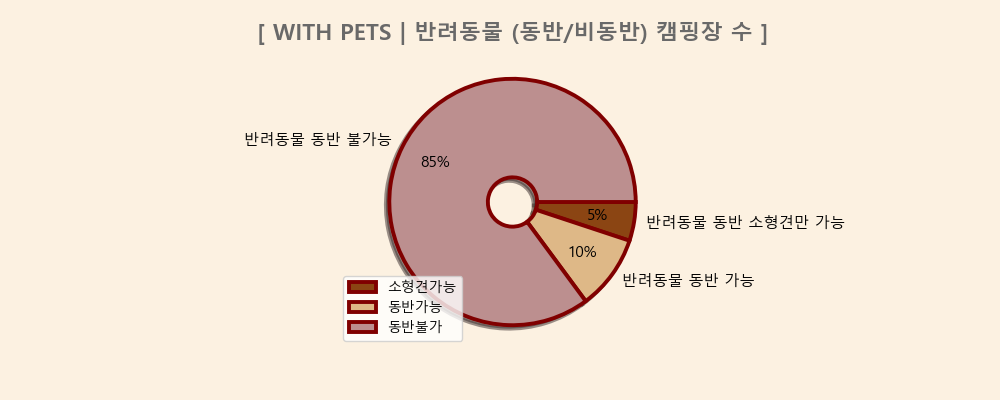 [ WITH PETS | 반려동물 (동반/비동반) 캠핑장 수 ]
반려동물 동반 불가능
85%
5%
반려동물 동반 소형견만 가능
10%
반려동물 동반 가능
소형견가능
동반가능
동반불가